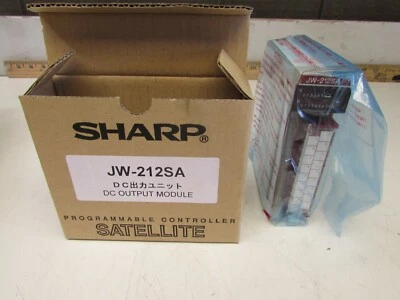 SHARP®
JW-212SA
DC出力ユニット
DC OUTPUT MODULE
PROGRAMMABLE CONTROLLER
SATELLITE
JW-212SA